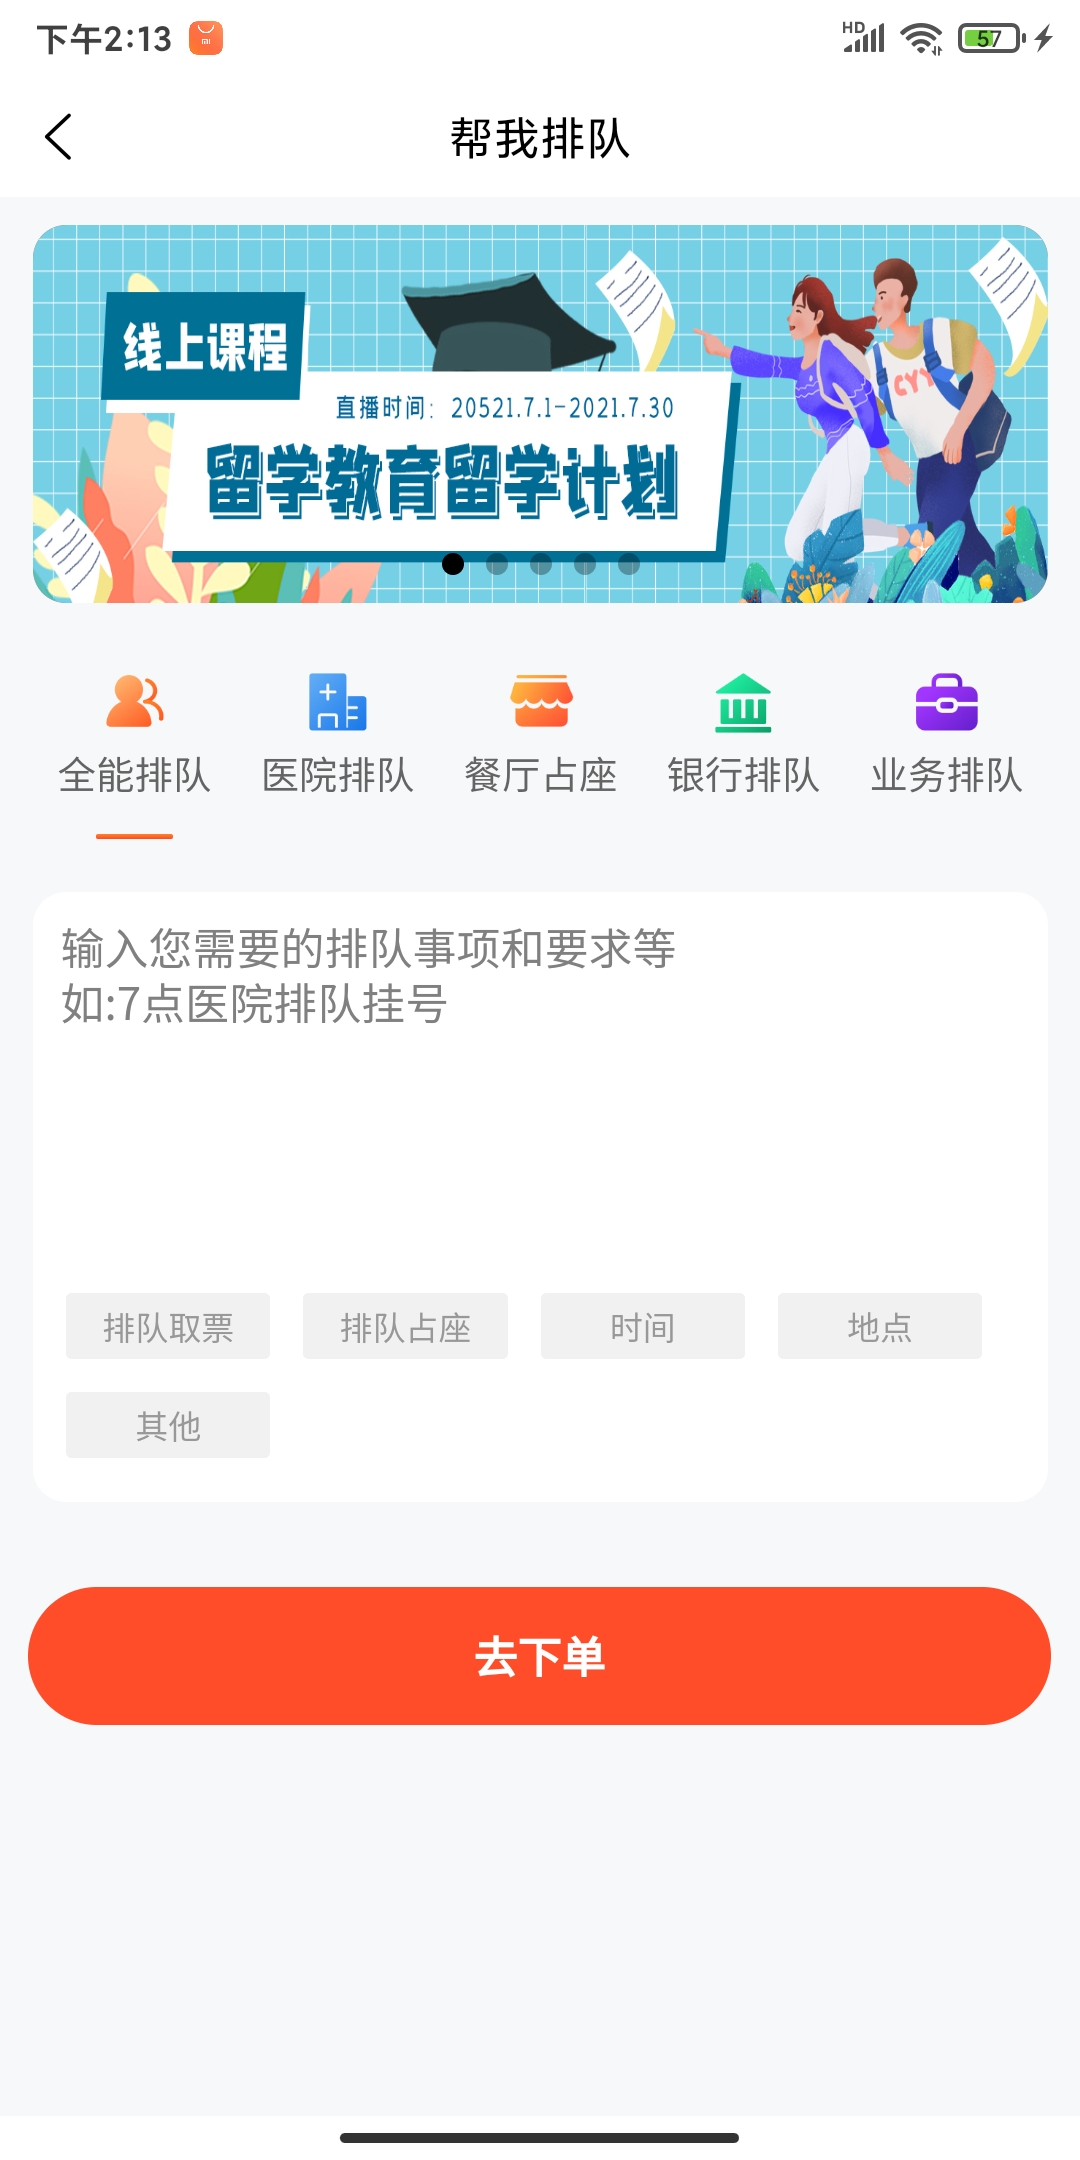 下午2:13
HD
57
帮我排队
线上课程
直播时间: 20521.7.1-2021.7.30
留学教育留学计划
CYY
全能排队
医院排队
餐厅占座
银行排队
业务排队
输入您需要的排队事项和要求等
如:7点医院排队挂号
排队取票
排队占座
时间
地点
其他
去下单